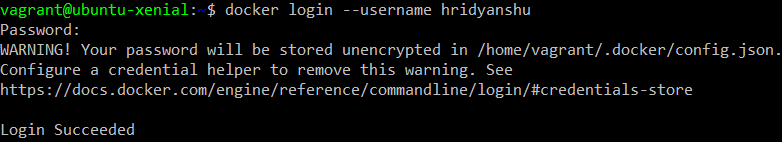 vagrant@ubuntu-xenial:~$ docker login --username hridyanshu
Password:
WARNING! Your password will be stored unencrypted in /home/vagrant/.docker/config.json.
Configure a credential helper to remove this warning. See
https://docs.docker.com/engine/reference/commandline/login/#credentials-store
Login Succeeded